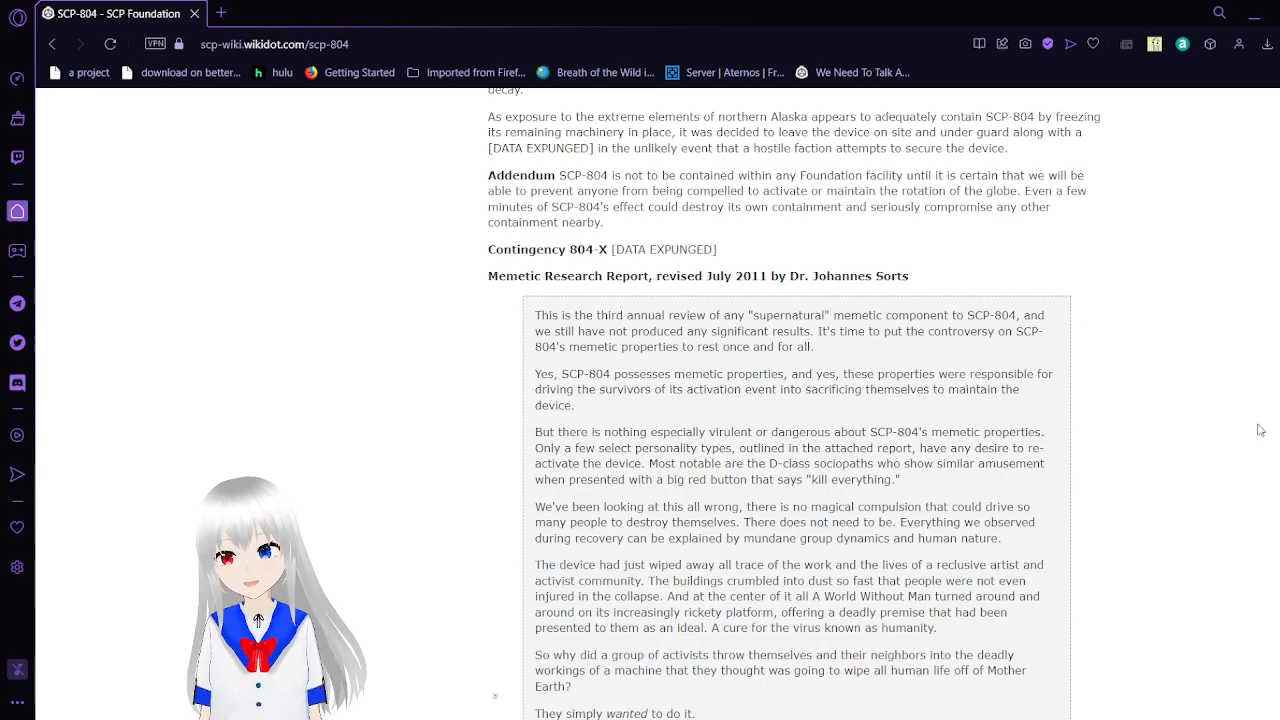 SCP-804 - SCP Foundation
VPN
scp-wiki.wikidot.com/scp-804
a
a project
download on better...
h
hulu
Getting Started
Imported from Firef...
Breath of the Wild i...
Server | Aternos | Fr...
We Need To Talk A...
decay.
As exposure to the extreme elements of northern Alaska appears to adequately contain SCP-804 by freezing
its remaining machinery in place, it was decided to leave the device on site and under guard along with a
[DATA EXPUNGED] in the unlikely event that a hostile faction attempts to secure the device.
Addendum SCP-804 is not to be contained within any Foundation facility until it is certain that we will be
able to prevent anyone from being compelled to activate or maintain the rotation of the globe. Even a few
minutes of SCP-804's effect could destroy its own containment and seriously compromise any other
containment nearby.
Contingency 804-X [DATA EXPUNGED]
Memetic Research Report, revised July 2011 by Dr. Johannes Sorts
This is the third annual review of any "supernatural" memetic component to SCP-804, and
we still have not produced any significant results. It's time to put the controversy on SCP-
804's memetic properties to rest once and for all.
Yes, SCP-804 possesses memetic properties, and yes, these properties were responsible for
driving the survivors of its activation event into sacrificing themselves to maintain the
device.
But there is nothing especially virulent or dangerous about SCP-804's memetic properties.
Only a few select personality types, outlined in the attached report, have any desire to re-
activate the device. Most notable are the D-class sociopaths who show similar amusement
when presented with a big red button that says "kill everything."
We've been looking at this all wrong, there is no magical compulsion that could drive so
many people to destroy themselves. There does not need to be. Everything we observed
during recovery can be explained by mundane group dynamics and human nature.
The device had just wiped away all trace of the work and the lives of a reclusive artist and
activist community. The buildings crumbled into dust so fast that people were not even
injured in the collapse. And at the center of it all A World Without Man turned around and
around on its increasingly rickety platform, offering a deadly premise that had been
presented to them as an ideal. A cure for the virus known as humanity.
So why did a group of activists throw themselves and their neighbors into the deadly
workings of a machine that they thought was going to wipe all human life off of Mother
Earth?
They simply wanted to do it.